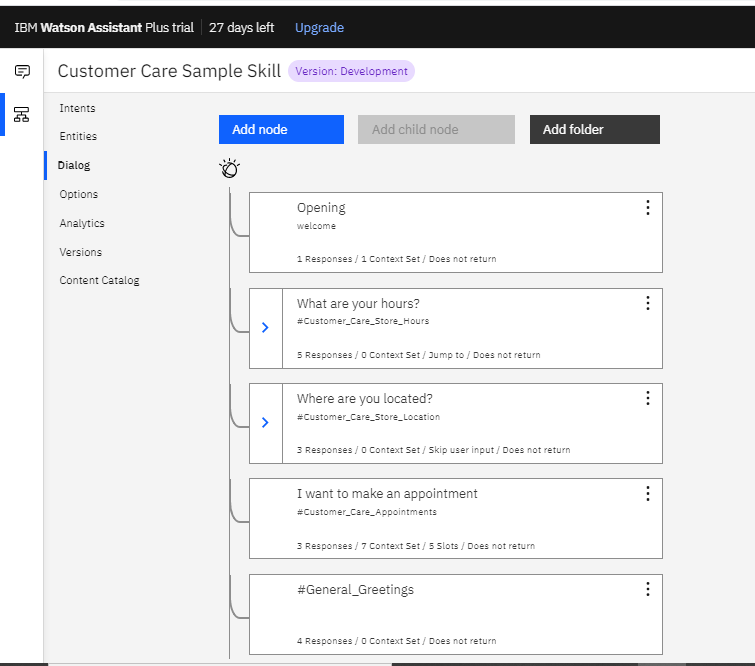 IBM Watson Assistant Plus trial 27 days left Upgrade
Customer Care Sample Skill Version: Development
Intents
Entities
Dialog
Options
Analytics
Versions
Content Catalog
Add node Add child node Add folder
Opening
welcome
1 Responses / 1 Context Set / Does not return
What are your hours?
#Customer_Care_Store_Hours
5 Responses / 0 Context Set / Jump to / Does not return
Where are you located?
#Customer_Care_Store_Location
3 Responses / 0 Context Set / Skip user input / Does not return
I want to make an appointment
#Customer_Care_Appointments
3 Responses / 7 Context Set / 5 Slots / Does not return
#General_Greetings
4 Responses / 0 Context Set / Does not return